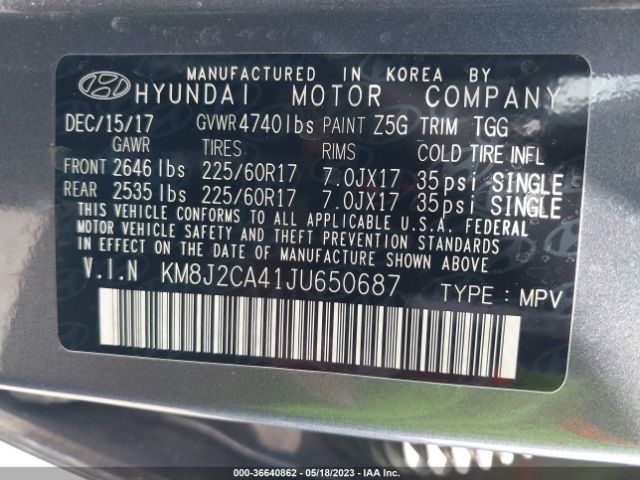 MANUFACTURED IN KOREA BY
HYUNDAI MOTOR COMPANY
DEC/15/17 GVWR 4740 lbs PAINT Z5G TRIM TGG
GAWR TIRES RIMS COLD TIRE INFL
FRONT 2646 lbs 225/60R17 7.0JX17 35psi SINGLE
REAR 2535 lbs 225/60R17 7.0JX17 35psi SINGLE
THIS VEHICLE CONFORMS TO ALL APPLICABLE U.S.A. FEDERAL
MOTOR VEHICLE SAFETY AND THEFT PREVENTION STANDARDS
IN EFFECT ON THE DATE OF MANUFACTURE SHOWN ABOVE.
V.I.N KM8J2CA41JU650687 TYPE : MPV
000-36640862 - 05/18/2023 - IAA Inc.